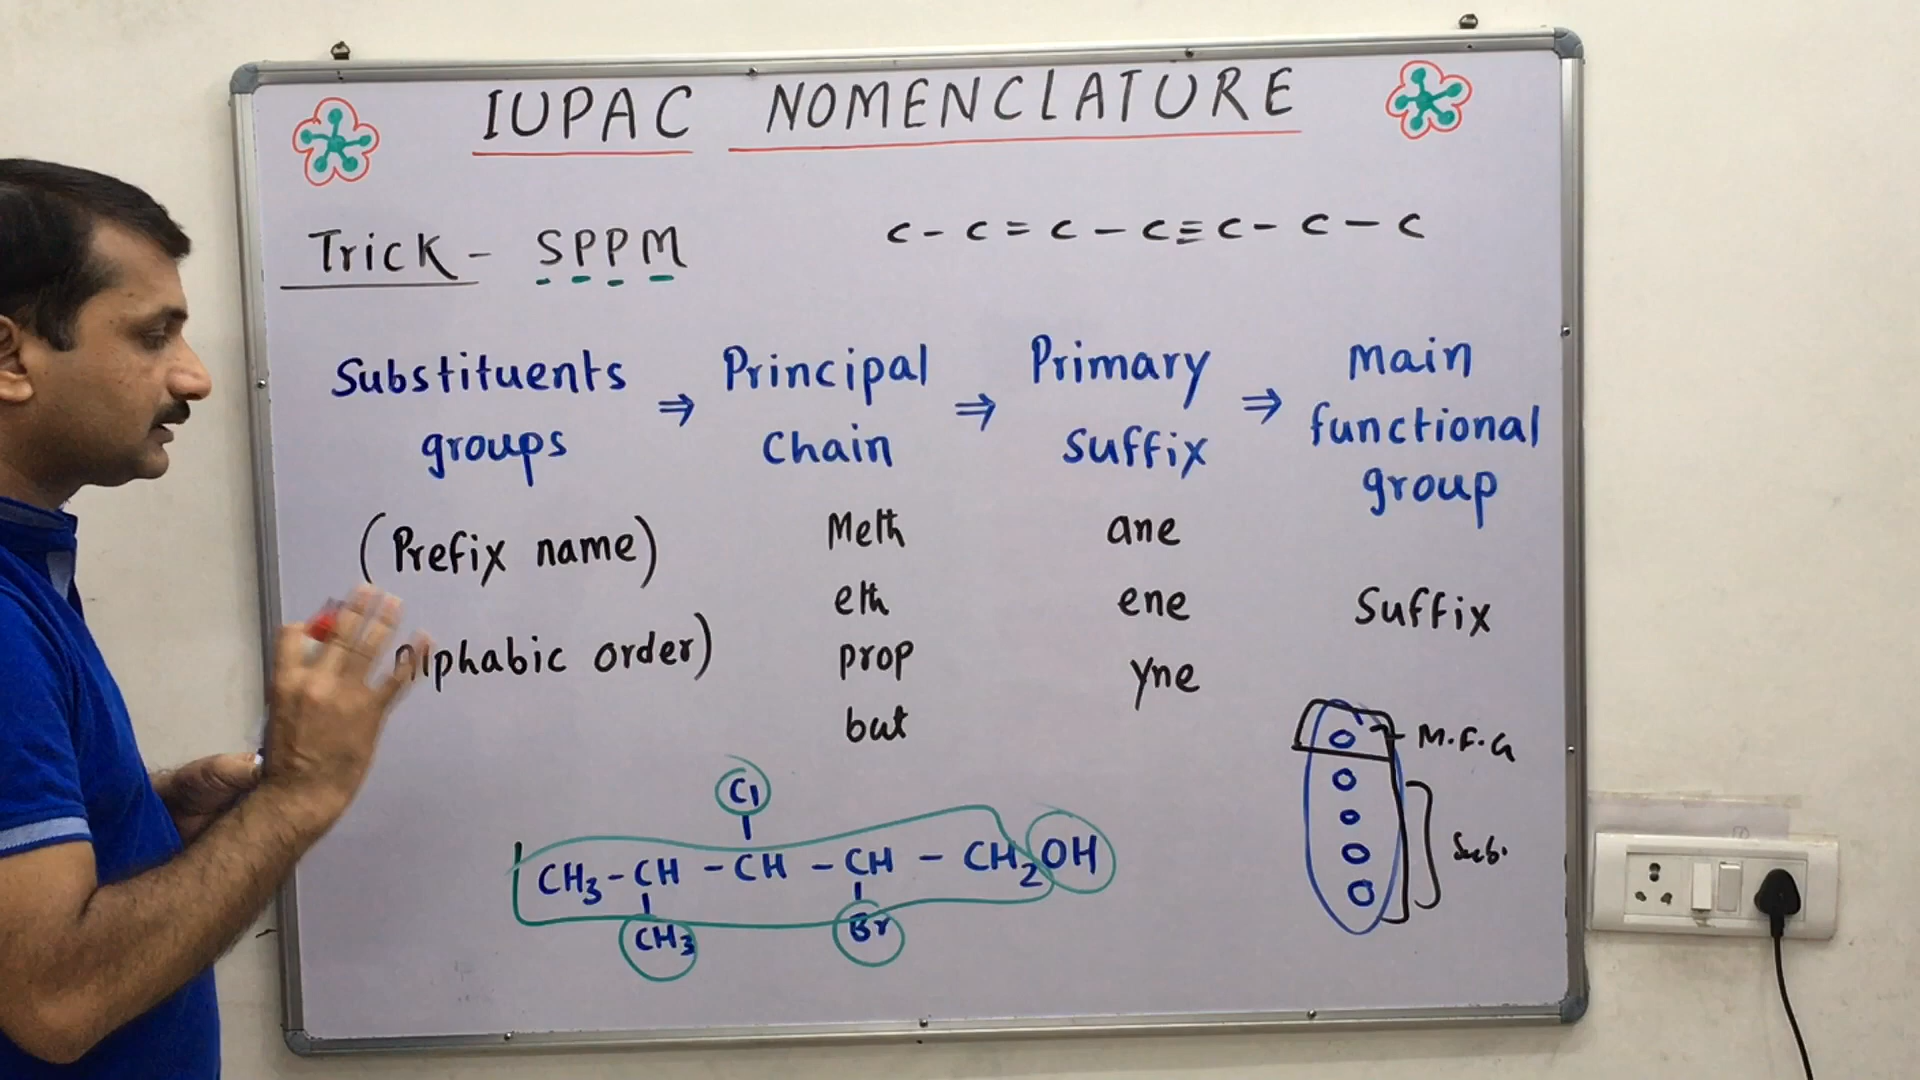 IUPAC NOMENCLATURE
Trick - SPPM
C - C = C - C ≡ C - C - C
Substituents groups ⇒ Principal Chain ⇒ Primary Suffix ⇒ Main functional group
(Prefix name)
Alphabic order)
Meth
eth
prop
but
ane
ene
yne
Suffix
M.F.G
Sub.
Cl
CH3 - CH - CH - CH - CH2OH
CH3
Br